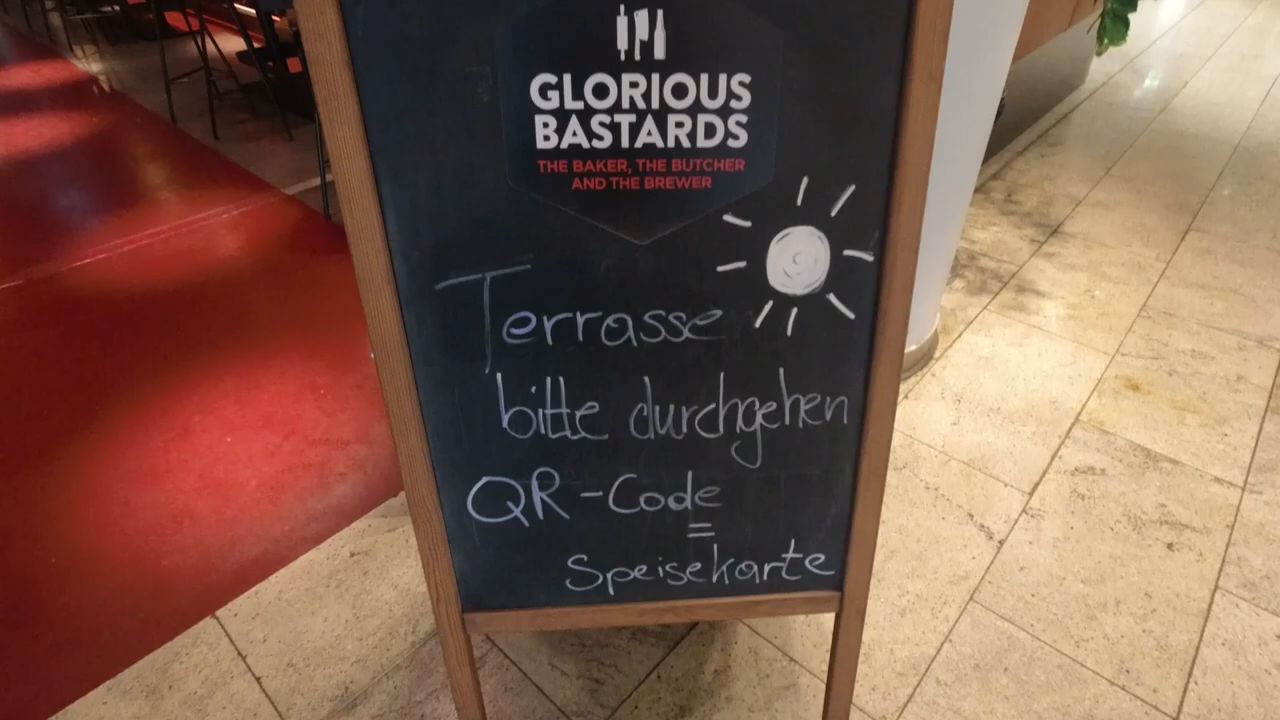 GLORIOUS
BASTARDS
THE BAKER, THE BUTCHER
AND THE BREWER
Terrasse
bitte durchgehen
QR-Code
=
Speisekarte